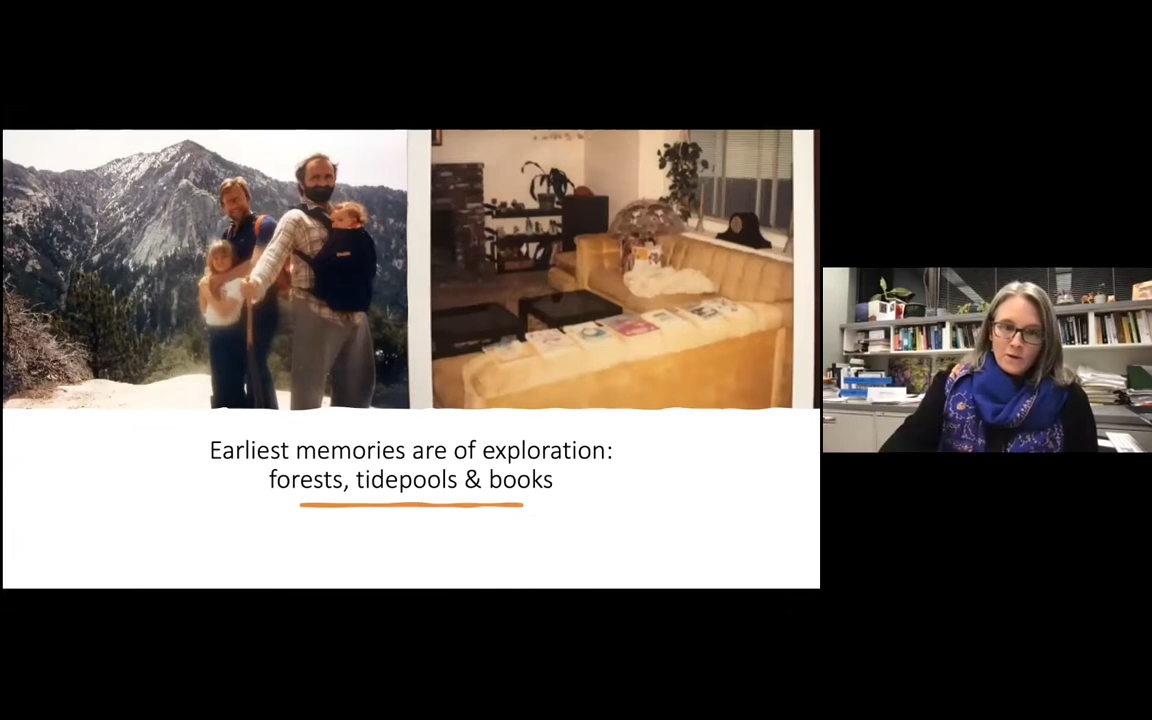 Earliest memories are of exploration:
forests, tidepools & books